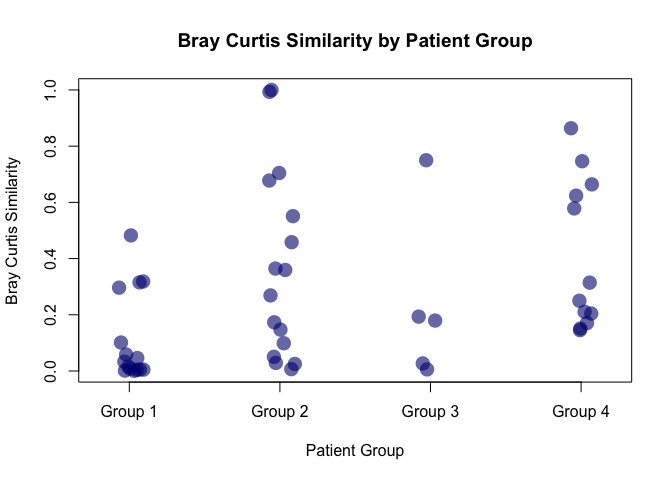 Bray Curtis Similarity by Patient Group
Bray Curtis Similarity
1.0
0.8
0.6
0.4
0.2
0.0
Group 1 Group 2 Group 3 Group 4
Patient Group